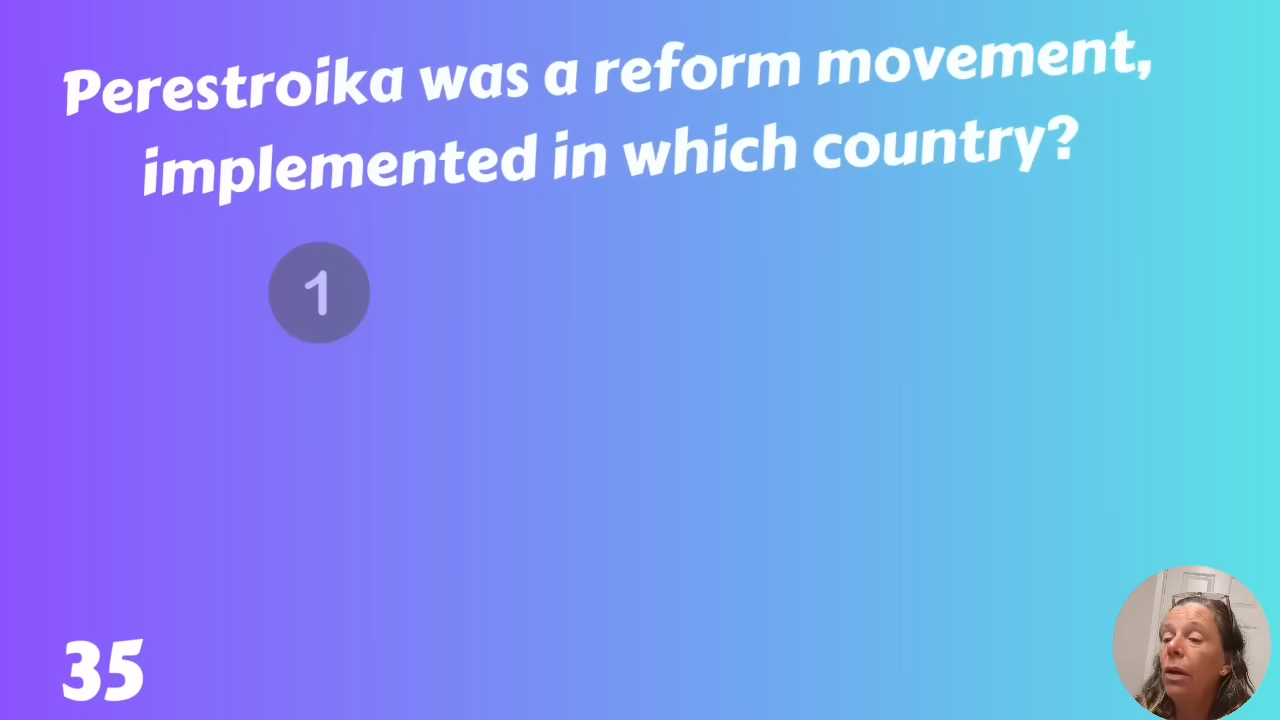 Perestroika was a reform movement,
implemented in which country?
1
35